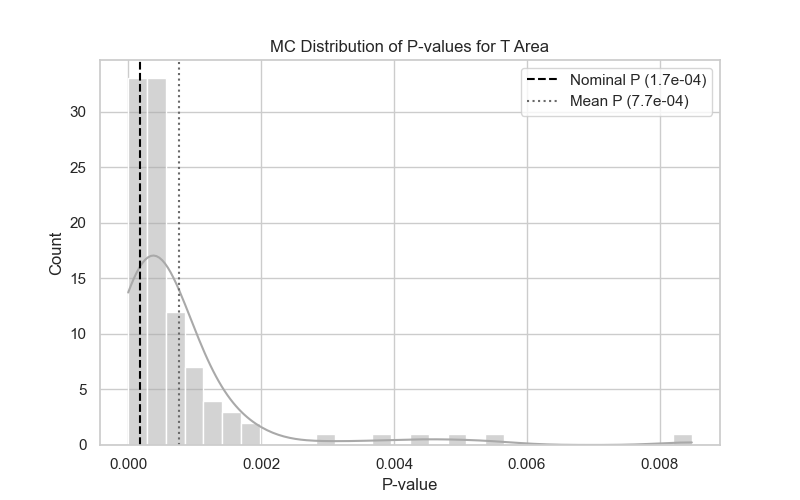 MC Distribution of P-values for T Area
Nominal P (1.7e-04)
Mean P (7.7e-04)
Count
30
25
20
15
10
5
0
0.000 0.002 0.004 0.006 0.008
P-value